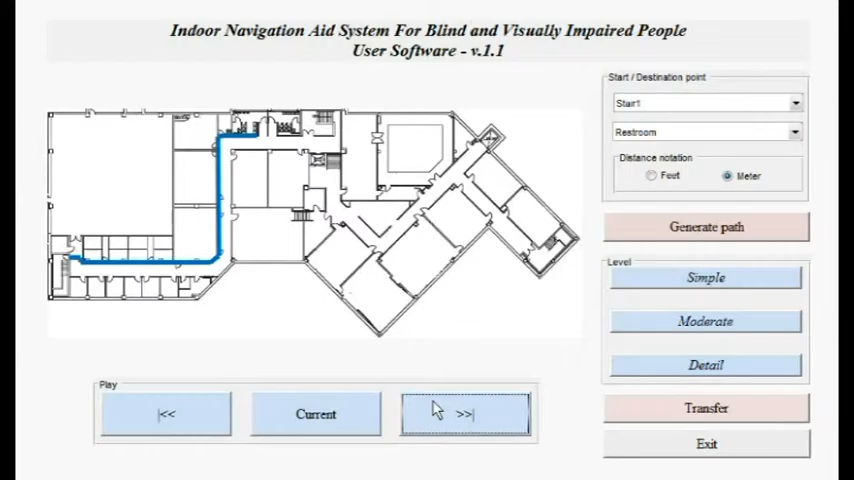 Indoor Navigation Aid System For Blind and Visually Impaired People
User Software - v.1.1
Start / Destination point
Stair1
Restroom
Distance notation
Feet
Meter
Generate path
Level
Simple
Moderate
Detail
Play
|<<
Current
>>|
Transfer
Exit